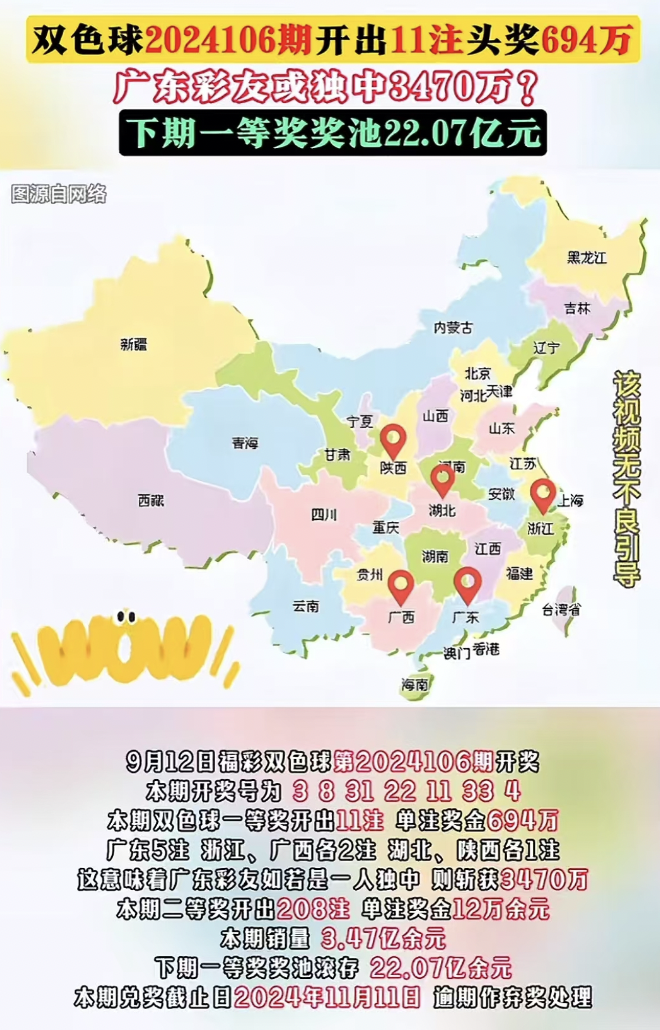 双色球2024106期开出11注头奖694万
广东彩友或独中3470万?
下期一等奖奖池22.07亿元
图源自网络
黑龙江
吉林
辽宁
内蒙古
新疆
北京
河北
天津
宁夏
山西
山东
青海
甘肃
陕西
河南
江苏
西藏
四川
湖北
安徽
上海
重庆
浙江
湖南
江西
贵州
福建
云南
广西
广东
台湾省
澳门
香港
海南
该视频无不良引导
WOW
9月12日福彩双色球第2024106期开奖
本期开奖号为 3 8 31 22 11 33 4
本期双色球一等奖开出11注 单注奖金694万
广东5注 浙江、广西各2注 湖北、陕西各1注
这意味着广东彩友如若是一人独中 则斩获3470万
本期二等奖开出208注 单注奖金12万余元
本期销量 3.47亿余元
下期一等奖奖池滚存 22.07亿余元
本期兑奖截止日2024年11月11日 逾期作弃奖处理